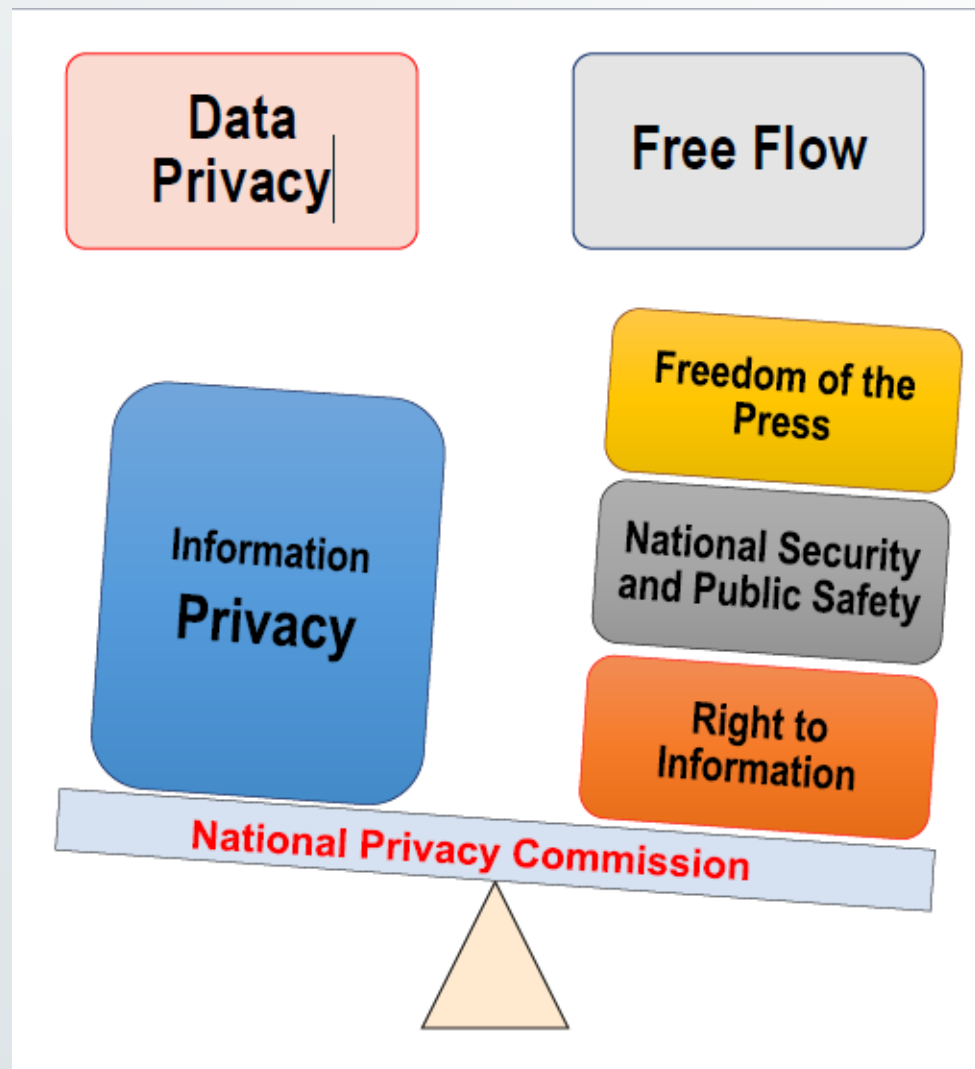 Data
Privacy
Free Flow
Freedom of the
Press
Information
Privacy
National Security
and Public Safety
Right to
Information
National Privacy Commission